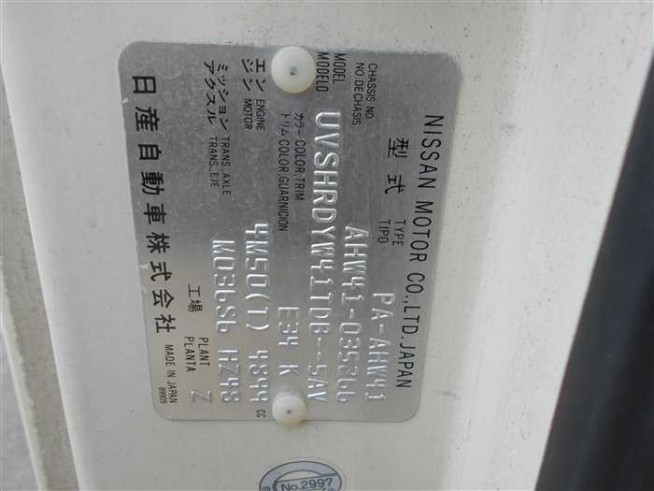 NISSAN MOTOR CO.,LTD.JAPAN
型式 TYPE TIPO PA-AHW41
CHASSIS NO. NO.DECHASIS AHW41-035266
MODEL MODELO UVSHRDYW41TDB--5AV
カラー COLOR,TRIM トリム COLOR,GUARNICION E34 K
エンジン ENGINE MOTOR 4M50(T) 4899 CC
ミッション TRANS.,AXLE アクスル TRANS.,EJE MO36S6 HZ48
工場 PLANT PLANTA Z
日産自動車株式会社 MADE IN JAPAN 89909
No.2997